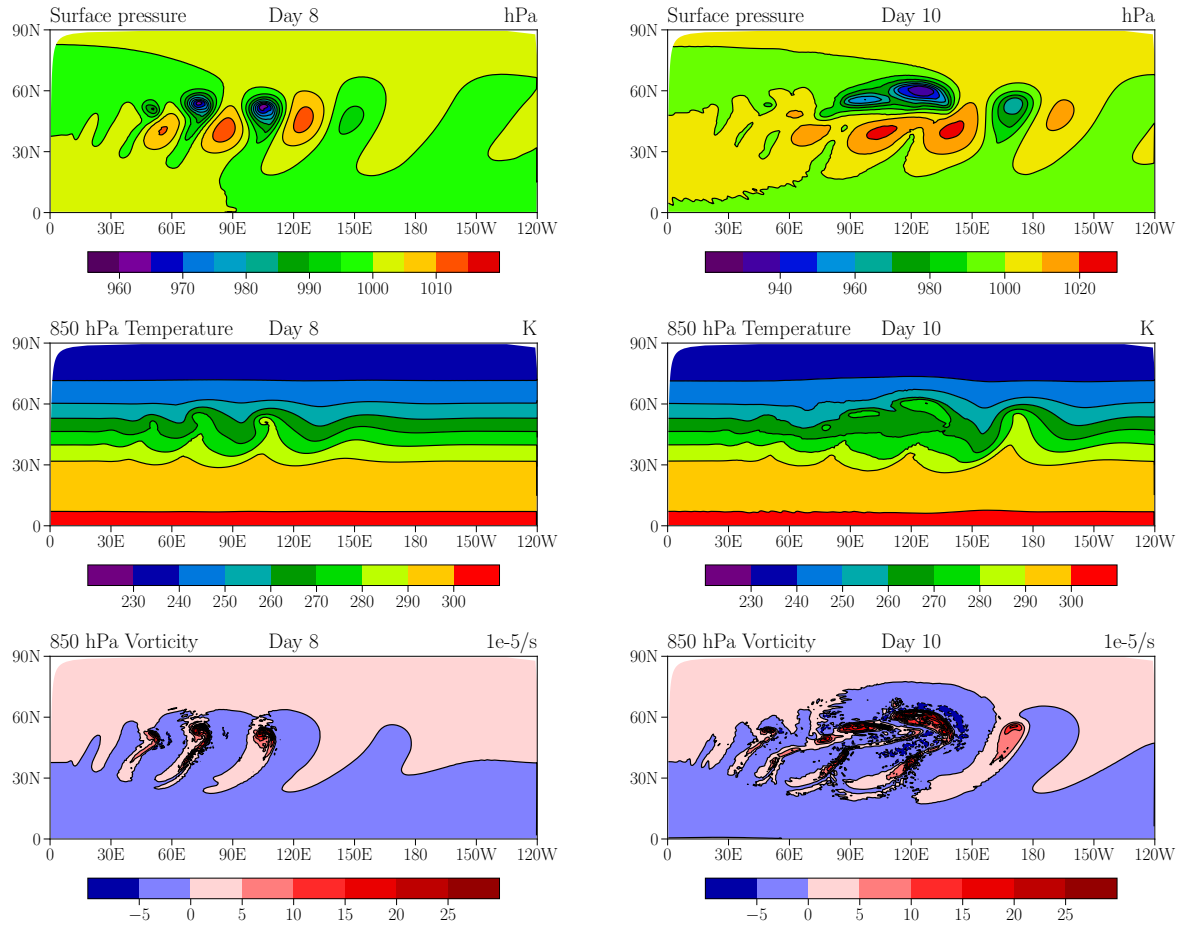 Surface pressure Day 8 hPa
90N
60N
30N
0
0 30E 60E 90E 120E 150E 180 150W 120W
960 970 980 990 1000 1010
Surface pressure Day 10 hPa
90N
60N
30N
0
0 30E 60E 90E 120E 150E 180 150W 120W
940 960 980 1000 1020
850 hPa Temperature Day 8 K
90N
60N
30N
0
0 30E 60E 90E 120E 150E 180 150W 120W
230 240 250 260 270 280 290 300
850 hPa Temperature Day 10 K
90N
60N
30N
0
0 30E 60E 90E 120E 150E 180 150W 120W
230 240 250 260 270 280 290 300
850 hPa Vorticity Day 8 1e-5/s
90N
60N
30N
0
0 30E 60E 90E 120E 150E 180 150W 120W
−5 0 5 10 15 20 25
850 hPa Vorticity Day 10 1e-5/s
90N
60N
30N
0
0 30E 60E 90E 120E 150E 180 150W 120W
−5 0 5 10 15 20 25